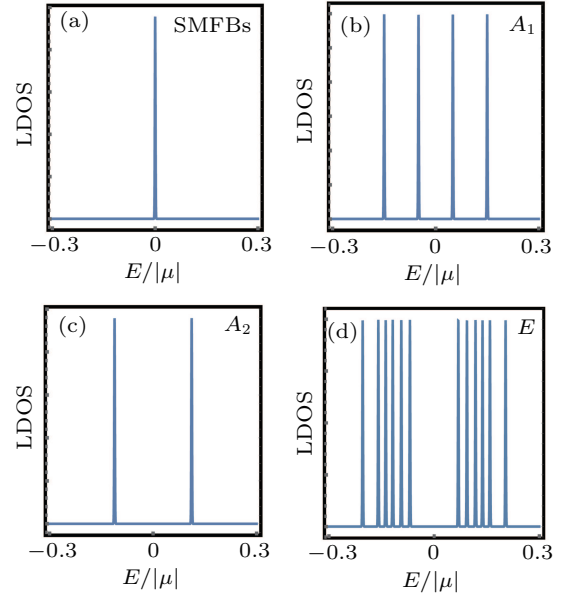 (a) SMFBs
LDOS
−0.3 0 0.3
E/|μ|
(b) A₁
LDOS
−0.3 0 0.3
E/|μ|
(c) A₂
LDOS
−0.3 0 0.3
E/|μ|
(d) E
LDOS
−0.3 0 0.3
E/|μ|